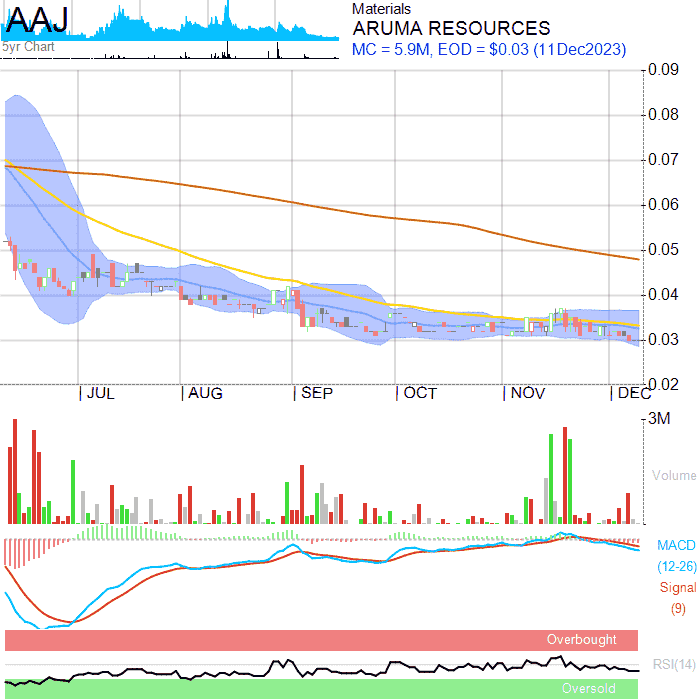 AAJ
5yr Chart
Materials
ARUMA RESOURCES
MC = 5.9M, EOD = $0.03 (11Dec2023)
0.09
0.08
0.07
0.06
0.05
0.04
0.03
0.02
| JUL | AUG | SEP | OCT | NOV | DEC
3M
Volume
MACD
(12-26)
Signal
(9)
Overbought
RSI(14)
Oversold